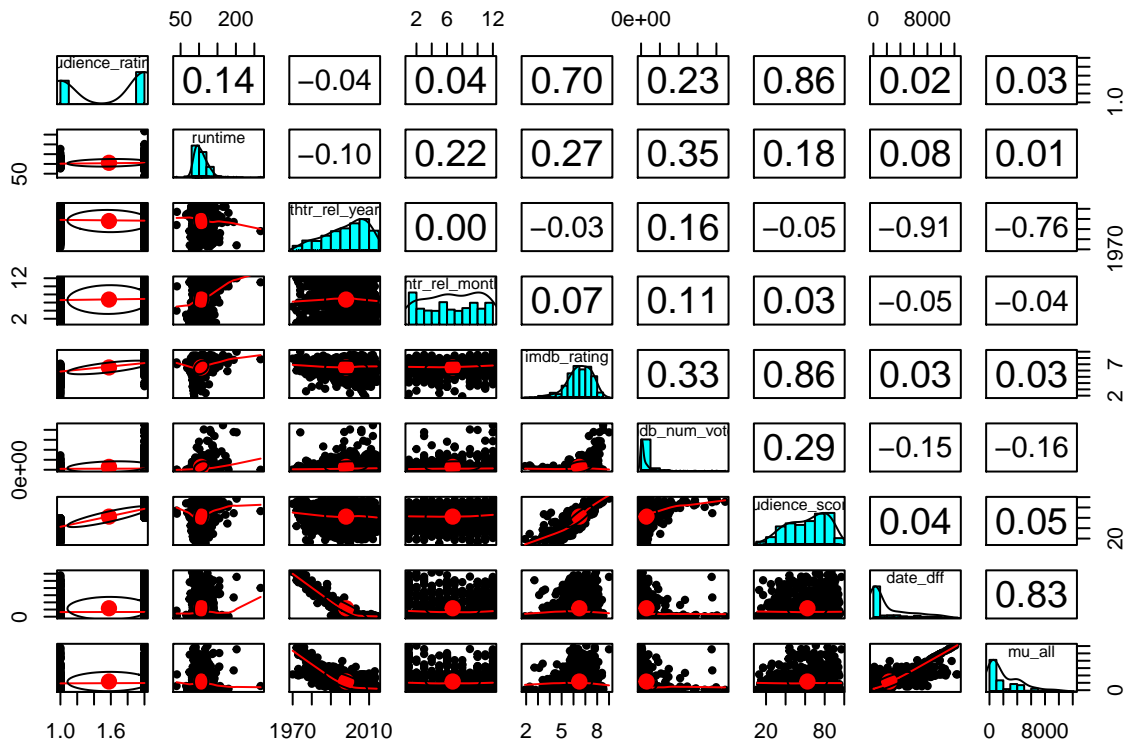 50 200 2 6 12 0e+00 0 8000
udience_ratin 0.14 −0.04 0.04 0.70 0.23 0.86 0.02 0.03 1.0
50 runtime −0.10 0.22 0.27 0.35 0.18 0.08 0.01
thtr_rel_year 0.00 −0.03 0.16 −0.05 −0.91 −0.76 1970
2 12 htr_rel_month 0.07 0.11 0.03 −0.05 −0.04
imdb_rating 0.33 0.86 0.03 0.03 2 7
0e+00 db_num_vot 0.29 −0.15 −0.16
udience_scor 0.04 0.05 20
0 date_dff 0.83
mu_all 0
1.0 1.6 1970 2010 2 4 6 8 20 80 0 8000